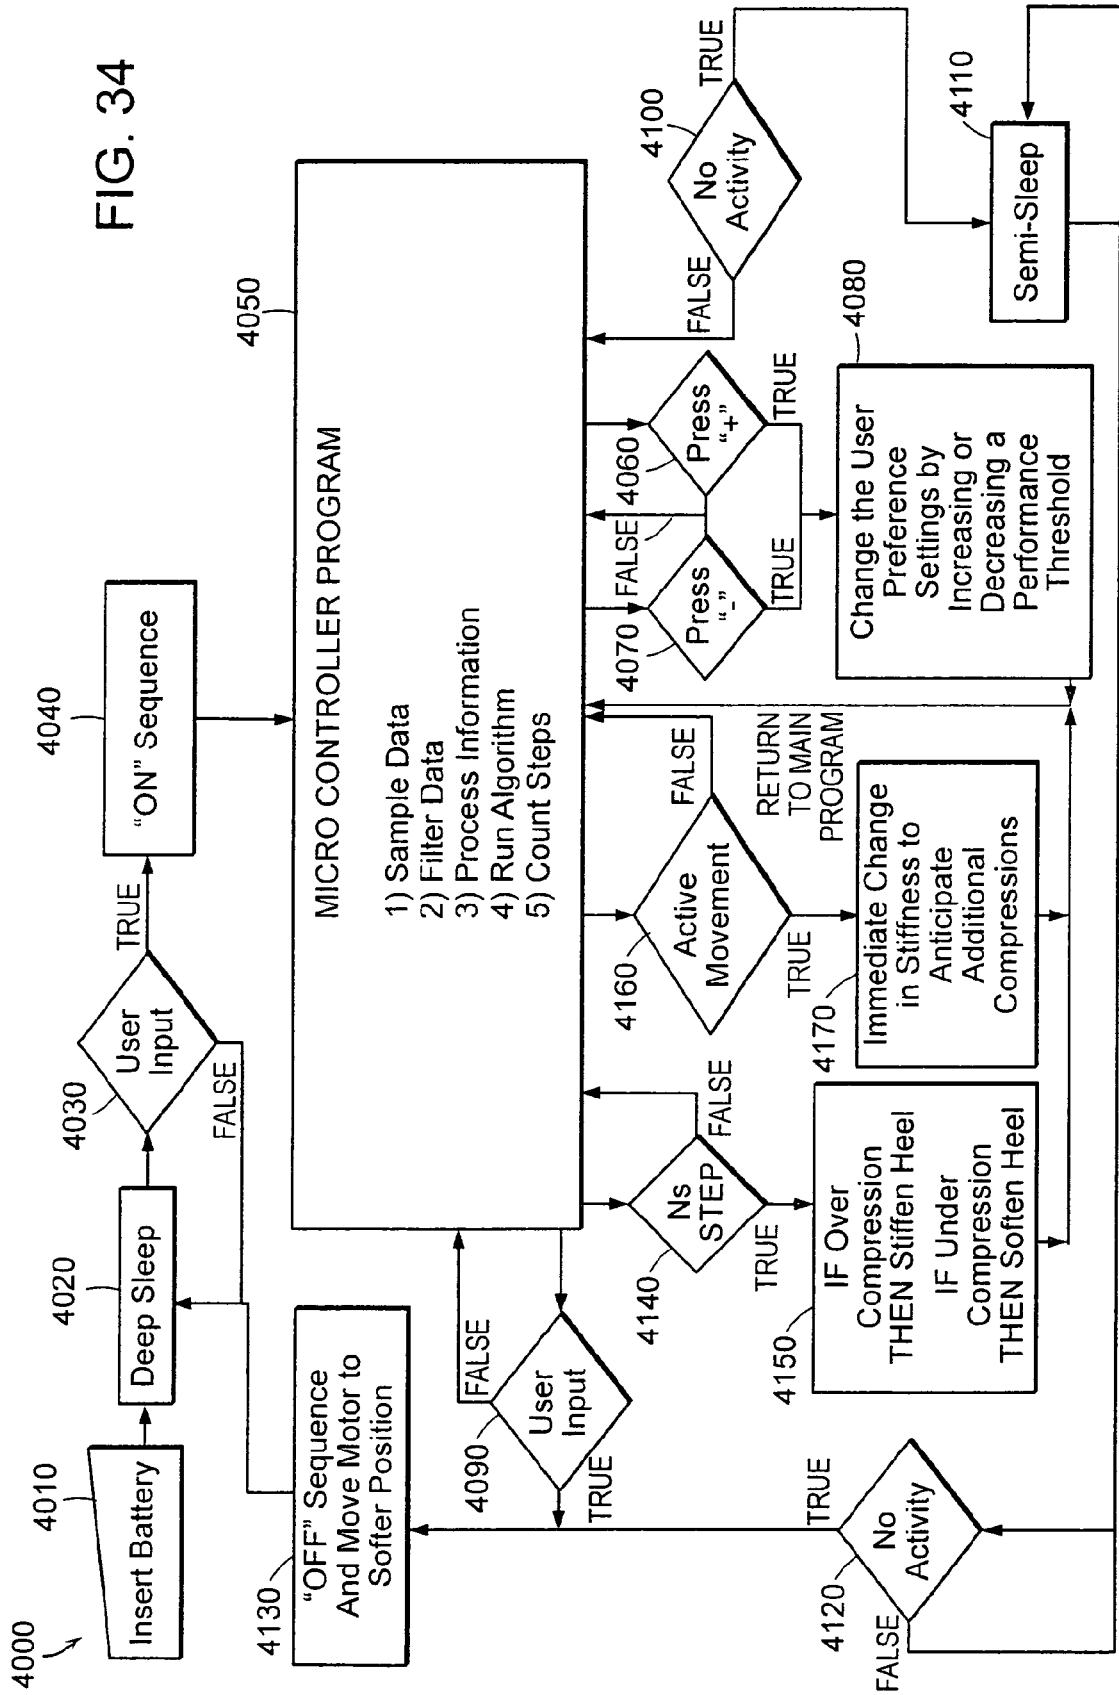 FIG. 34
4000
4010
Insert Battery
4020
Deep Sleep
4030
User
Input
TRUE
FALSE
4040
“ON” Sequence
4130
“OFF” Sequence
And Move Motor to
Softer Position
4050
MICRO CONTROLLER PROGRAM
1) Sample Data
2) Filter Data
3) Process Information
4) Run Algorithm
5) Count Steps
4090
User
Input
FALSE
TRUE
4140
Ns
STEP
FALSE
TRUE
4160
Active
Movement
FALSE
TRUE
RETURN
TO MAIN
PROGRAM
4070
Press
“-”
FALSE
TRUE
4060
Press
“+”
TRUE
4100
No
Activity
FALSE
TRUE
4150
IF Over
Compression
THEN Stiffen Heel
IF Under
Compression
THEN Soften Heel
4170
Immediate Change
in Stiffness to
Anticipate
Additional
Compressions
4080
Change the User
Preference
Settings by
Increasing or
Decreasing a
Performance
Threshold
4110
Semi-Sleep
4120
No
Activity
TRUE
FALSE